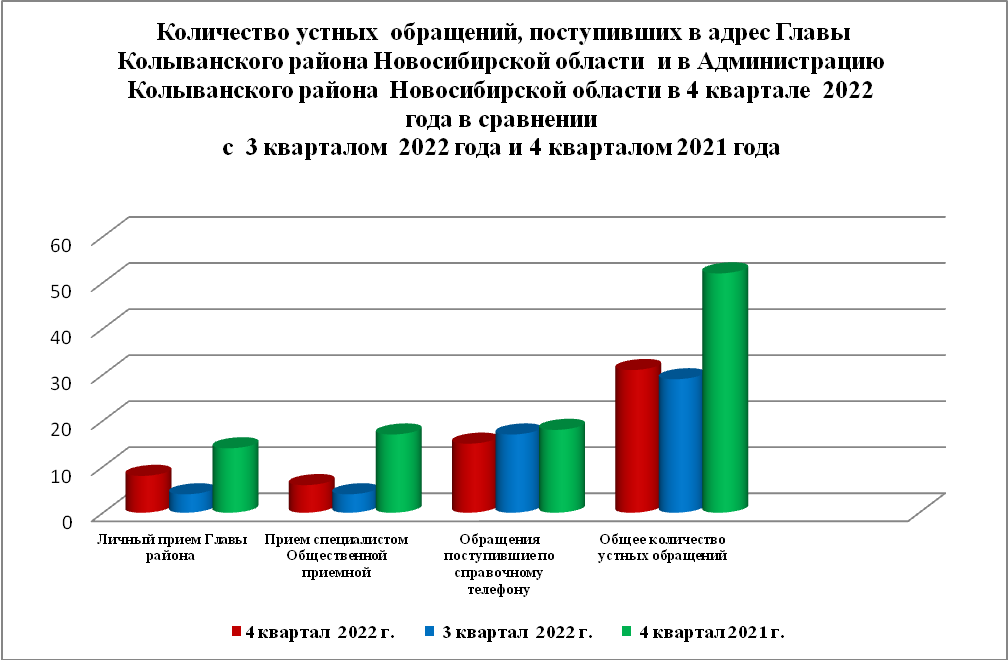 Количество устных обращений, поступивших в адрес Главы
Колыванского района Новосибирской области и в Администрацию
Колыванского района Новосибирской области в 4 квартале 2022
года в сравнении
с 3 кварталом 2022 года и 4 кварталом 2021 года
60
50
40
30
20
10
0
Личный прием Главы
района
Прием специалистом
Общественной
приемной
Обращения
поступившие по
справочному
телефону
Общее количество
устных обращений
4 квартал 2022 г.
3 квартал 2022 г.
4 квартал 2021 г.